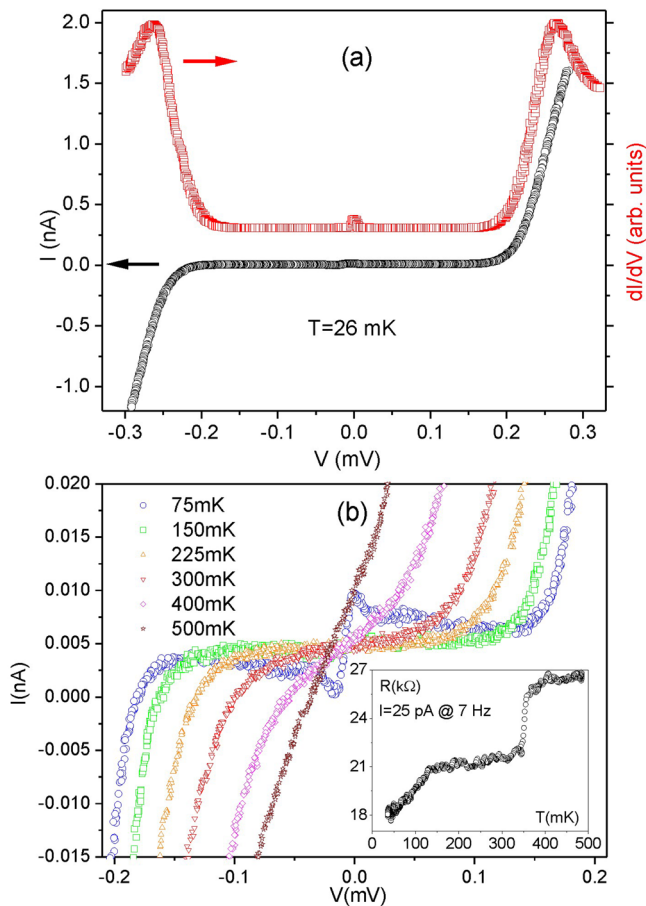 2.0
1.5
1.0
0.5
0.0
-0.5
-1.0
I (nA)
(a)
T=26 mK
dI/dV (arb. units)
-0.3 -0.2 -0.1 0.0 0.1 0.2 0.3
V (mV)
0.020
0.015
0.010
0.005
0.000
-0.005
-0.010
-0.015
I(nA)
75mK
150mK
225mK
300mK
400mK
500mK
(b)
27
24
21
18
R(kΩ)
I=25 pA @ 7 Hz
T(mK)
0 100 200 300 400 500
-0.2 -0.1 0.0 0.1 0.2
V(mV)